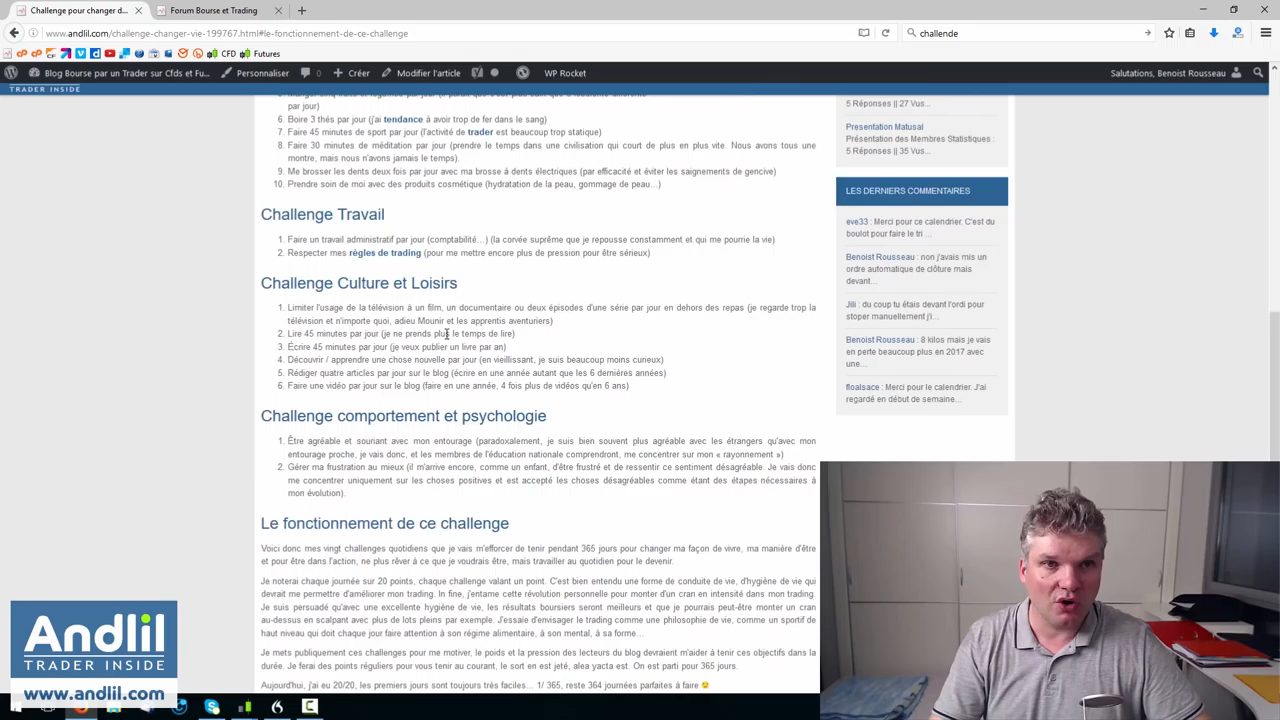 Challenge pour changer d...
Forum Bourse et Trading
www.andlil.com/challenge-changer-vie-199767.html#le-fonctionnement-de-ce-challenge
challende
CFD
Futures
Blog Bourse par un Trader sur Cfds et Fu...
Personnaliser
0
Créer
Modifier l'article
WP Rocket
Salutations, Benoist Rousseau
TRADER INSIDE
par jour)
6. Boire 3 thés par jour (j'ai tendance à avoir trop de fer dans le sang)
7. Faire 45 minutes de sport par jour (l'activité de trader est beaucoup trop statique)
8. Faire 30 minutes de méditation par jour (prendre le temps dans une civilisation qui court de plus en plus vite. Nous avons tous une
montre, mais nous n'avons jamais le temps).
9. Me brosser les dents deux fois par jour avec ma brosse à dents électriques (par efficacité et éviter les saignements de gencive)
10. Prendre soin de moi avec des produits cosmétique (hydratation de la peau, gommage de peau...)
Challenge Travail
1. Faire un travail administratif par jour (comptabilité...) (la corvée suprême que je repousse constamment et qui me pourrie la vie)
2. Respecter mes règles de trading (pour me mettre encore plus de pression pour être sérieux)
Challenge Culture et Loisirs
1. Limiter l'usage de la télévision à un film, un documentaire ou deux épisodes d'une série par jour en dehors des repas (je regarde trop la
télévision et n'importe quoi, adieu Mounir et les apprentis aventuriers)
2. Lire 45 minutes par jour (je ne prends plus le temps de lire)
3. Écrire 45 minutes par jour (je veux publier un livre par an)
4. Découvrir / apprendre une chose nouvelle par jour (en vieillissant, je suis beaucoup moins curieux)
5. Rédiger quatre articles par jour sur le blog (écrire en une année autant que les 6 dernières années)
6. Faire une vidéo par jour sur le blog (faire en une année, 4 fois plus de vidéos qu'en 6 ans)
Challenge comportement et psychologie
1. Être agréable et souriant avec mon entourage (paradoxalement, je suis bien souvent plus agréable avec les étrangers qu'avec mon
entourage proche, je vais donc, et les membres de l'éducation nationale comprendront, me concentrer sur mon « rayonnement »)
2. Gérer ma frustration au mieux (il m'arrive encore, comme un enfant, d'être frustré et de ressentir ce sentiment désagréable. Je vais donc
me concentrer uniquement sur les choses positives et est accepté les choses désagréables comme étant des étapes nécessaires à
mon évolution).
Le fonctionnement de ce challenge
Voici donc mes vingt challenges quotidiens que je vais m'efforcer de tenir pendant 365 jours pour changer ma façon de vivre, ma manière d'être
et pour être dans l'action, ne plus rêver à ce que je voudrais être, mais travailler au quotidien pour le devenir.
Je noterai chaque journée sur 20 points, chaque challenge valant un point. C'est bien entendu une forme de conduite de vie, d'hygiène de vie qui
devrait me permettre d'améliorer mon trading. In fine, j'entame cette révolution personnelle pour monter d'un cran en intensité dans mon trading.
Je suis persuadé qu'avec une excellente hygiène de vie, les résultats boursiers seront meilleurs et que je pourrais peut-être monter un cran
au-dessus en scalpant avec plus de lots pleins par exemple. J'essaie d'envisager le trading comme une philosophie de vie, comme un sportif de
haut niveau qui doit chaque jour faire attention à son régime alimentaire, à son mental, à sa forme...
Je mets publiquement ces challenges pour me motiver, le poids et la pression des lecteurs du blog devraient m'aider à tenir ces objectifs dans la
durée. Je ferai des points réguliers pour vous tenir au courant, le sort en est jeté, alea yacta est. On est parti pour 365 jours.
Aujourd'hui, j'ai eu 20/20, les premiers jours sont toujours très faciles... 1/ 365, reste 364 journées parfaites à faire
5 Réponses || 27 Vus...
Presentation Matusal
Présentation des Membres Statistiques :
5 Réponses || 35 Vus...
LES DERNIERS COMMENTAIRES
eve33 : Merci pour ce calendrier. C'est du
boulot pour faire le tri ...
Benoist Rousseau : non j'avais mis un
ordre automatique de clôture mais
devant...
Jili : du coup tu étais devant l'ordi pour
stoper manuellement j'i...
Benoist Rousseau : 8 kilos mais je vais
en perte beaucoup plus en 2017 avec
une...
floalsace : Merci pour le calendrier. J'ai
regardé en début de semaine...
Andlil
TRADER INSIDE
www.andlil.com